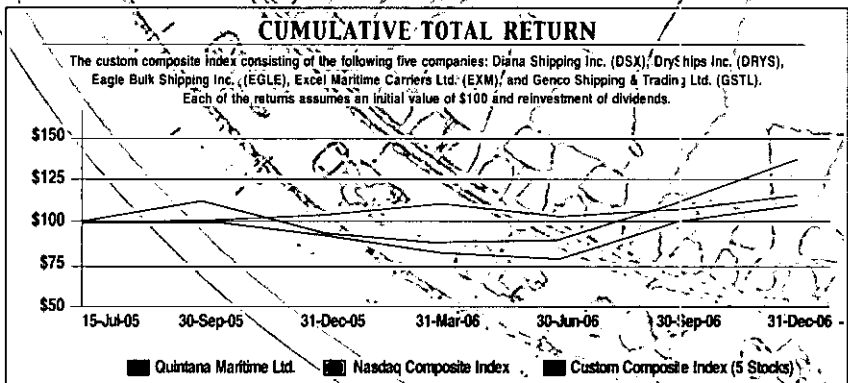 CUMULATIVE TOTAL RETURN
The custom composite index consisting of the following five companies: Diana Shipping Inc. (DSX), DryShips Inc. (DRYS),
Eagle Bulk Shipping Inc. (EGLE), Excel Maritime Carriers Ltd. (EXM), and Genco Shipping & Trading Ltd. (GSTL).
Each of the returns assumes an initial value of $100 and reinvestment of dividends.
$150
$125
$100
$75
$50
15-Jul-05 30-Sep-05 31-Dec-05 31-Mar-06 30-Jun-06 30-Sep-06 31-Dec-06
Quintana Maritime Ltd. Nasdaq Composite Index Custom Composite Index (5 Stocks)